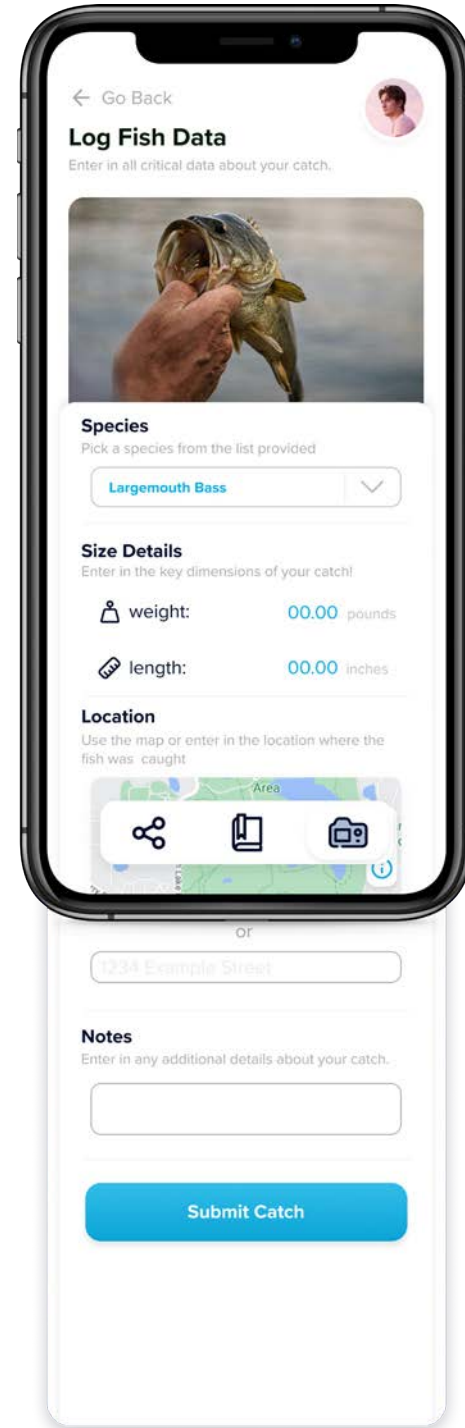 Go Back
Log Fish Data
Enter in all critical data about your catch.
Species
Pick a species from the list provided
Largemouth Bass
Size Details
Enter in the key dimensions of your catch!
weight: 00.00 pounds
length: 00.00 inches
Location
Use the map or enter in the location where the
fish was caught
Area
or
1234 Example Street
Notes
Enter in any additional details about your catch.
Submit Catch